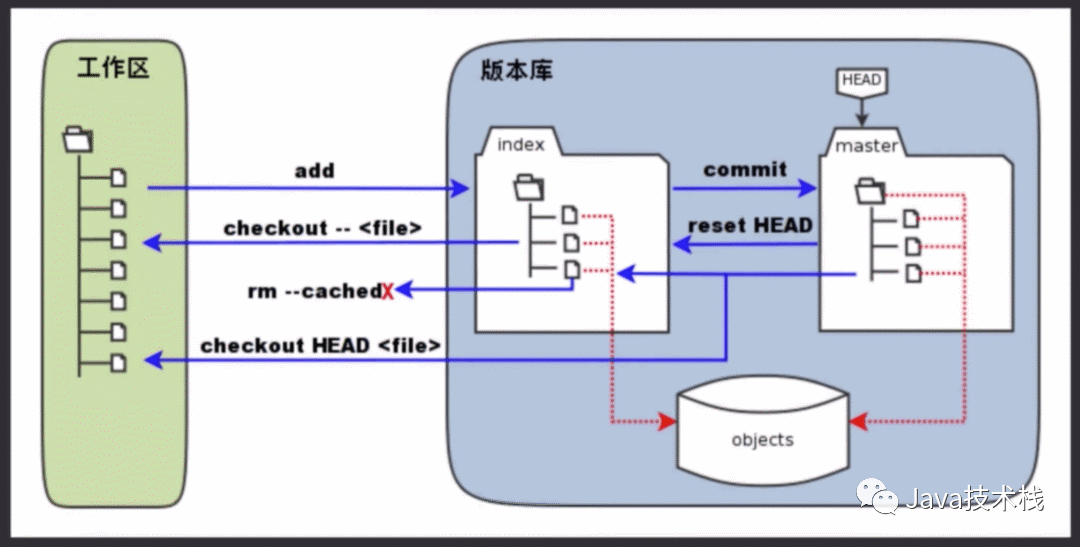 工作区
版本库
HEAD
index
master
add
commit
checkout -- <file>
reset HEAD
rm --cachedX
checkout HEAD <file>
objects
Java技术栈